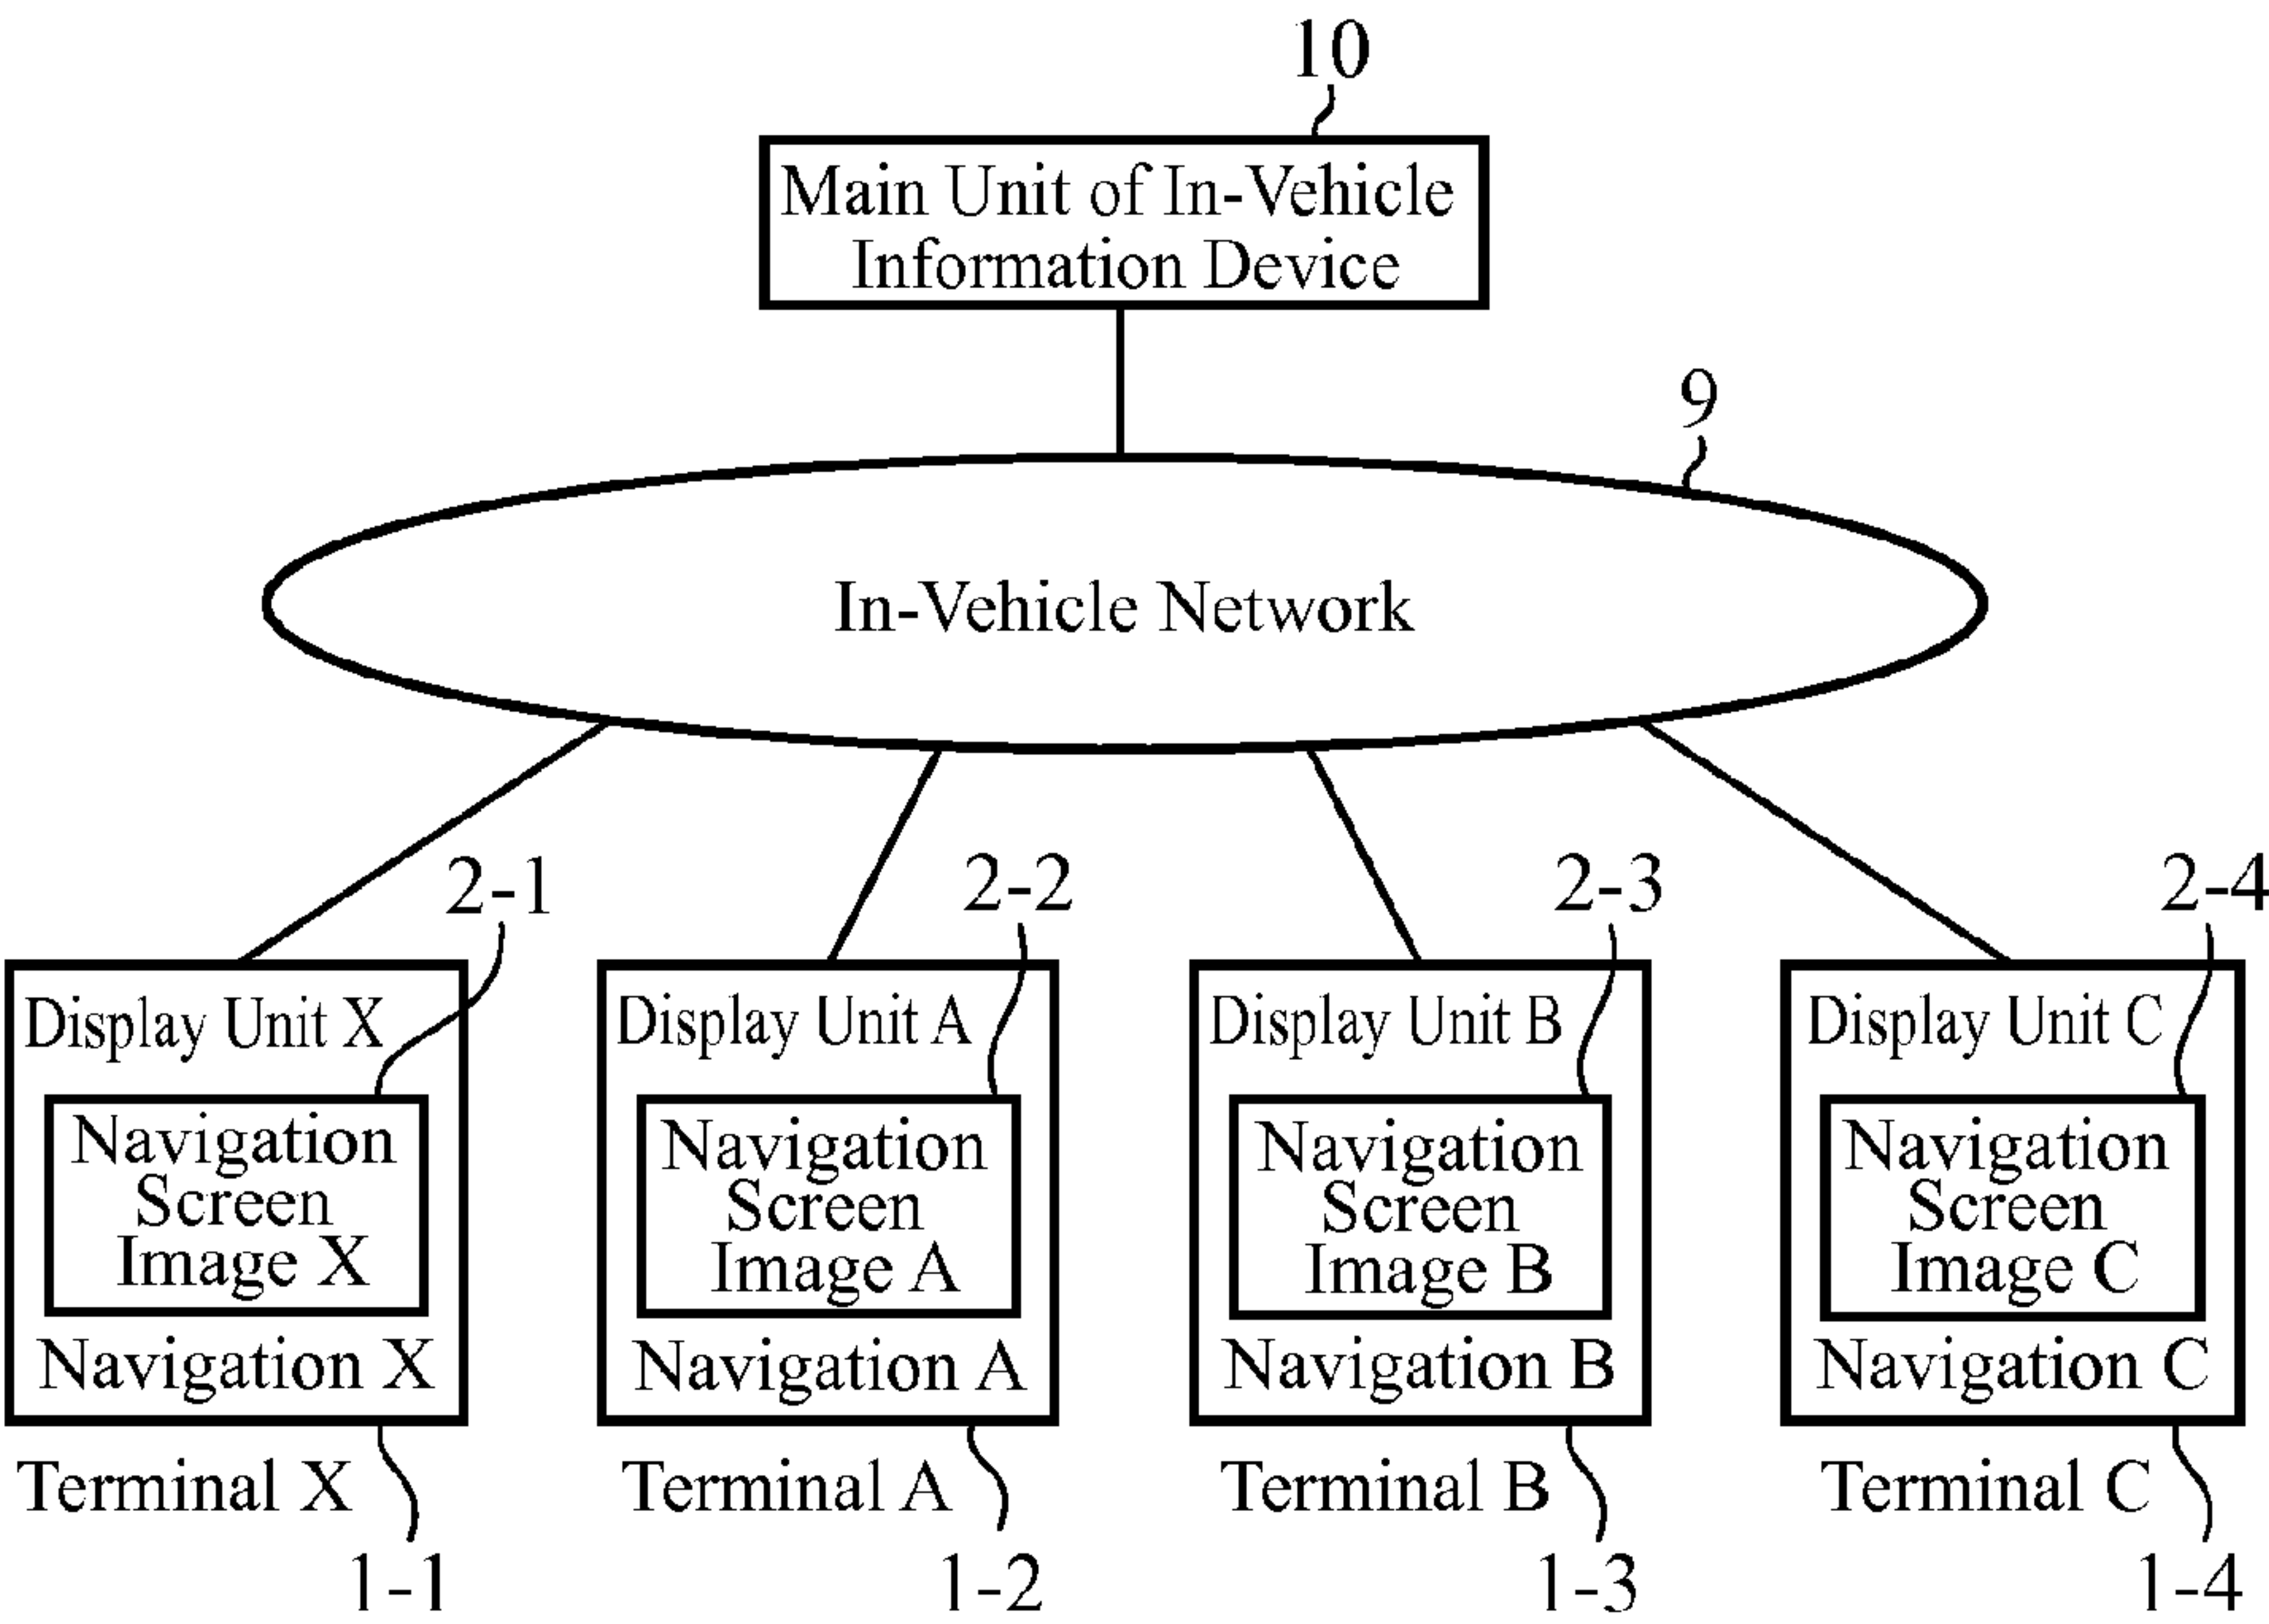 10
Main Unit of In-Vehicle
Information Device
9
In-Vehicle Network
2-1
2-2
2-3
2-4
Display Unit X
Navigation
Screen
Image X
Navigation X
Terminal X
1-1
Display Unit A
Navigation
Screen
Image A
Navigation A
Terminal A
1-2
Display Unit B
Navigation
Screen
Image B
Navigation B
Terminal B
1-3
Display Unit C
Navigation
Screen
Image C
Navigation C
Terminal C
1-4